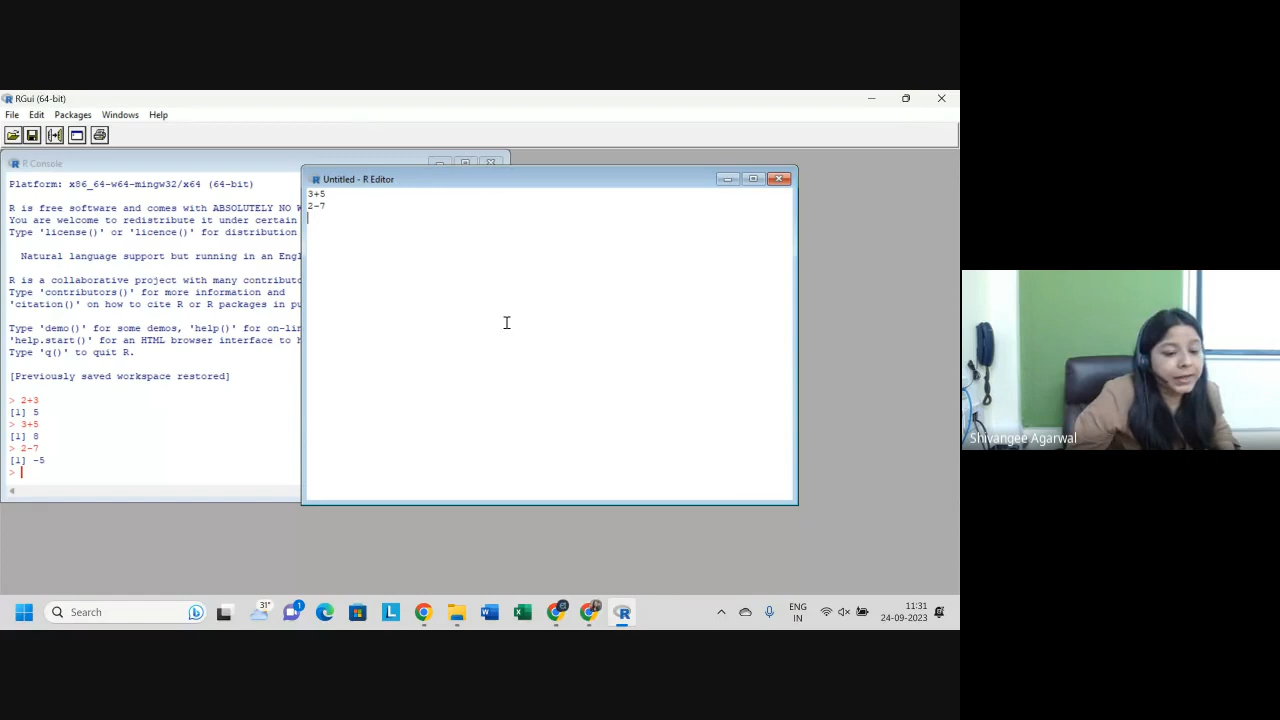 RGui (64-bit)
File Edit Packages Windows Help
R Console
Platform: x86_64-w64-mingw32/x64 (64-bit)
R is free software and comes with ABSOLUTELY NO
You are welcome to redistribute it under certain
Type 'license()' or 'licence()' for distribution
Natural language support but running in an
R is a collaborative project with many
Type 'contributors()' for more information and
'citation()' on how to cite R or R packages in
Type 'demo()' for some demos, 'help()' for
'help.start()' for an HTML browser interface to
Type 'q()' to quit R.
[Previously saved workspace restored]
> 2+3
[1] 5
> 3+5
[1] 8
> 2-7
[1] -5
>
Untitled - R Editor
3+5
2-7
Shivangee Agarwal
Search
31°
1
ENG
IN
11:31
24-09-2023